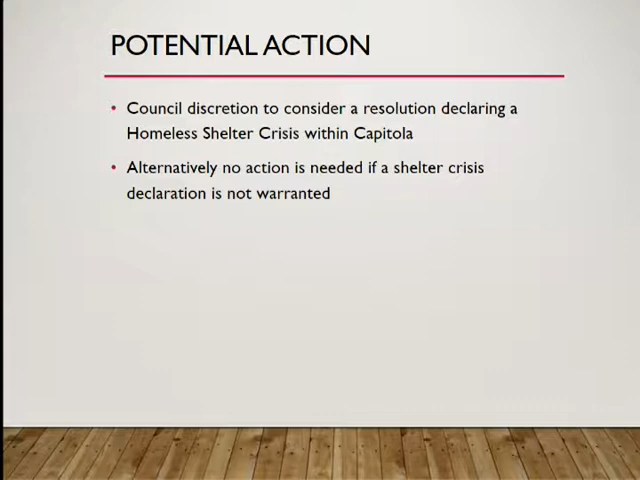 POTENTIAL ACTION
• Council discretion to consider a resolution declaring a
Homeless Shelter Crisis within Capitola
• Alternatively no action is needed if a shelter crisis
declaration is not warranted